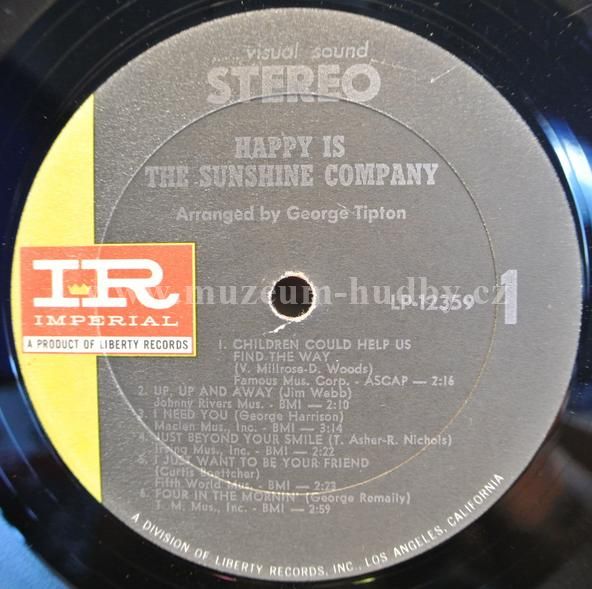 visual sound
STEREO
HAPPY IS
THE SUNSHINE COMPANY
Arranged by George Tipton
IR
IMPERIAL
A PRODUCT OF LIBERTY RECORDS
www.muzeum-hudby.cz
LP-12359
1
1. CHILDREN COULD HELP US
FIND THE WAY
(V. Millrose-D. Woods)
Famous Mus. Corp. - ASCAP — 2:16
2. UP, UP AND AWAY (Jim Webb)
Johnny Rivers Mus. - BMI — 2:10
3. I NEED YOU (George Harrison)
Maclen Mus., Inc. - BMI — 3:14
4. JUST BEYOND YOUR SMILE (T. Asher-R. Nichols)
Irving Mus., Inc. - BMI — 2:22
5. I JUST WANT TO BE YOUR FRIEND
(Curtis Boettcher)
Fifth World Mus. - BMI — 2:23
6. FOUR IN THE MORNIN' (George Remaily)
T. M. Mus., Inc. - BMI — 2:59
A DIVISION OF LIBERTY RECORDS, INC., LOS ANGELES, CALIFORNIA